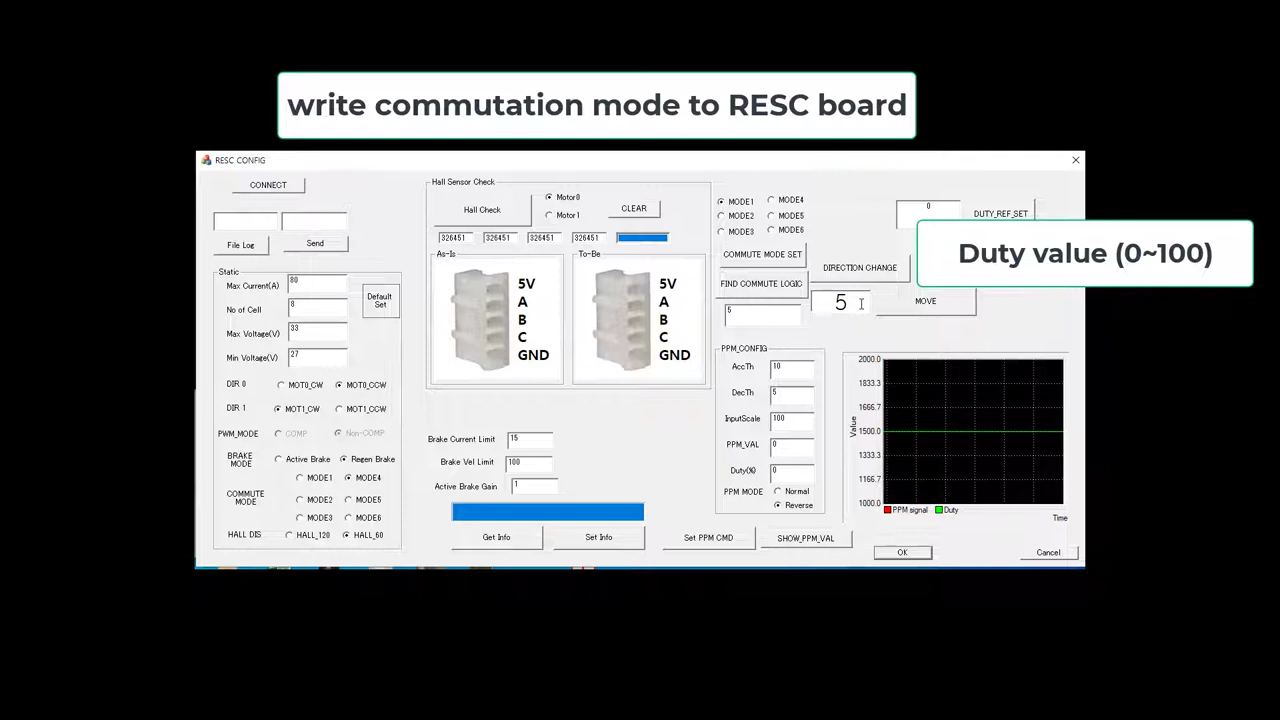 write commutation mode to RESC board
RESC CONFIG
CONNECT
File Log
Send
Static
Max Current(A)
80
No of Cell
8
Max Voltage(V)
33
Min Voltage(V)
27
Default
Set
DIR 0
MOT0_CW
MOT0_CCW
DIR 1
MOT1_CW
MOT1_CCW
PWM_MODE
COMP
Non-COMP
BRAKE
MODE
Active Brake
Regen Brake
COMMUTE
MODE
MODE1
MODE4
MODE2
MODE5
MODE3
MODE6
HALL DIS
HALL_120
HALL_60
Hall Sensor Check
Hall Check
Motor0
Motor1
CLEAR
326451
326451
326451
326451
As-Is
5V
A
B
C
GND
To-Be
5V
A
B
C
GND
Brake Current Limit
15
Brake Vel Limit
100
Active Brake Gain
1
Get Info
Set Info
MODE1
MODE4
MODE2
MODE5
MODE3
MODE6
COMMUTE MODE SET
FIND COMMUTE LOGIC
5
0
DUTY_REF_SET
Duty value (0~100)
DIRECTION CHANGE
5
MOVE
PPM_CONFIG
AccTh
10
DecTh
5
InputScale
100
PPM_VAL
0
Duty(%)
0
PPM MODE
Normal
Reverse
Set PPM CMD
SHOW_PPM_VAL
Value
2000.0
1833.3
1666.7
1500.0
1333.3
1166.7
1000.0
PPM signal
Duty
Time
OK
Cancel